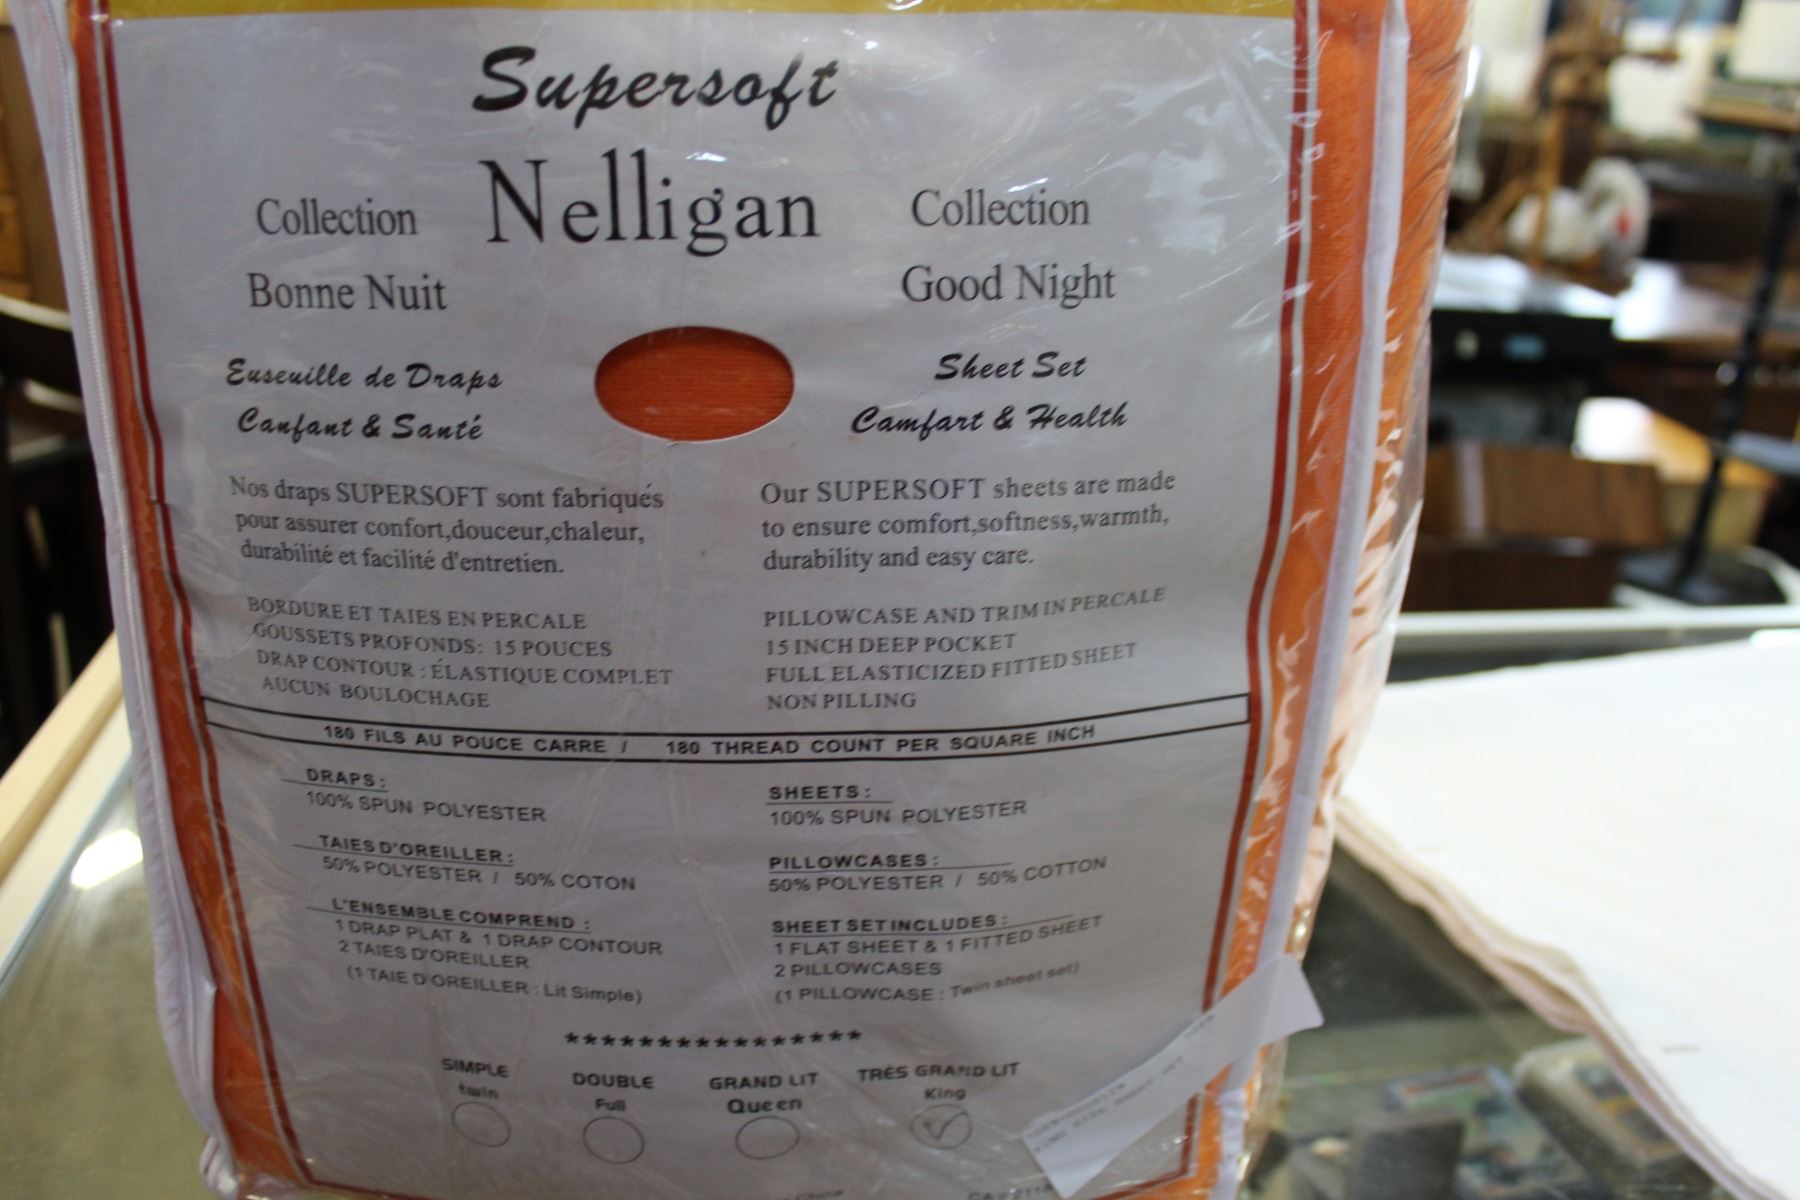 Supersoft
Collection Nelligan Collection
Bonne Nuit Good Night
Euseuille de Draps
Canfant & Santé
Sheet Set
Camfart & Health
Nos draps SUPERSOFT sont fabriqués
pour assurer confort,douceur,chaleur,
durabilité et facilité d'entretien.
Our SUPERSOFT sheets are made
to ensure comfort,softness,warmth,
durability and easy care.
BORDURE ET TAIES EN PERCALE
GOUSSETS PROFONDS: 15 POUCES
DRAP CONTOUR : ÉLASTIQUE COMPLET
AUCUN BOULOCHAGE
PILLOWCASE AND TRIM IN PERCALE
15 INCH DEEP POCKET
FULL ELASTICIZED FITTED SHEET
NON PILLING
180 FILS AU POUCE CARRE / 180 THREAD COUNT PER SQUARE INCH
DRAPS:
100% SPUN POLYESTER
TAIES D'OREILLER:
50% POLYESTER / 50% COTON
L'ENSEMBLE COMPREND :
1 DRAP PLAT & 1 DRAP CONTOUR
2 TAIES D'OREILLER
(1 TAIE D'OREILLER : Lit Simple)
SHEETS:
100% SPUN POLYESTER
PILLOWCASES:
50% POLYESTER / 50% COTTON
SHEET SET INCLUDES:
1 FLAT SHEET & 1 FITTED SHEET
2 PILLOWCASES
(1 PILLOWCASE : Twin sheet set)
****************
SIMPLE DOUBLE GRAND LIT TRÈS GRAND LIT
twin Full Queen King
China